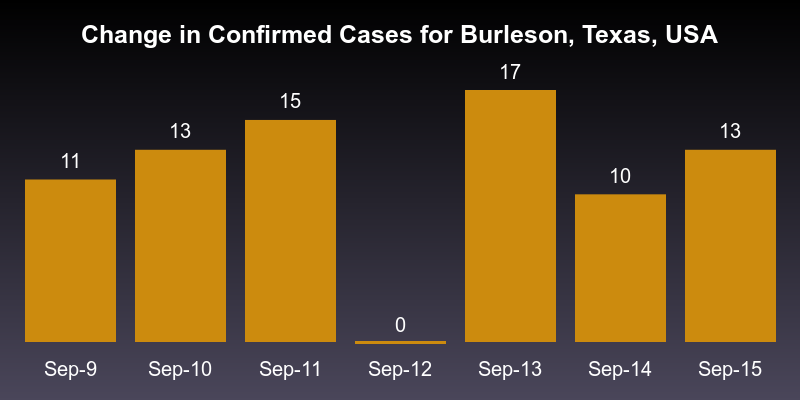 Change in Confirmed Cases for Burleson, Texas, USA
11
13
15
0
17
10
13
Sep-9
Sep-10
Sep-11
Sep-12
Sep-13
Sep-14
Sep-15